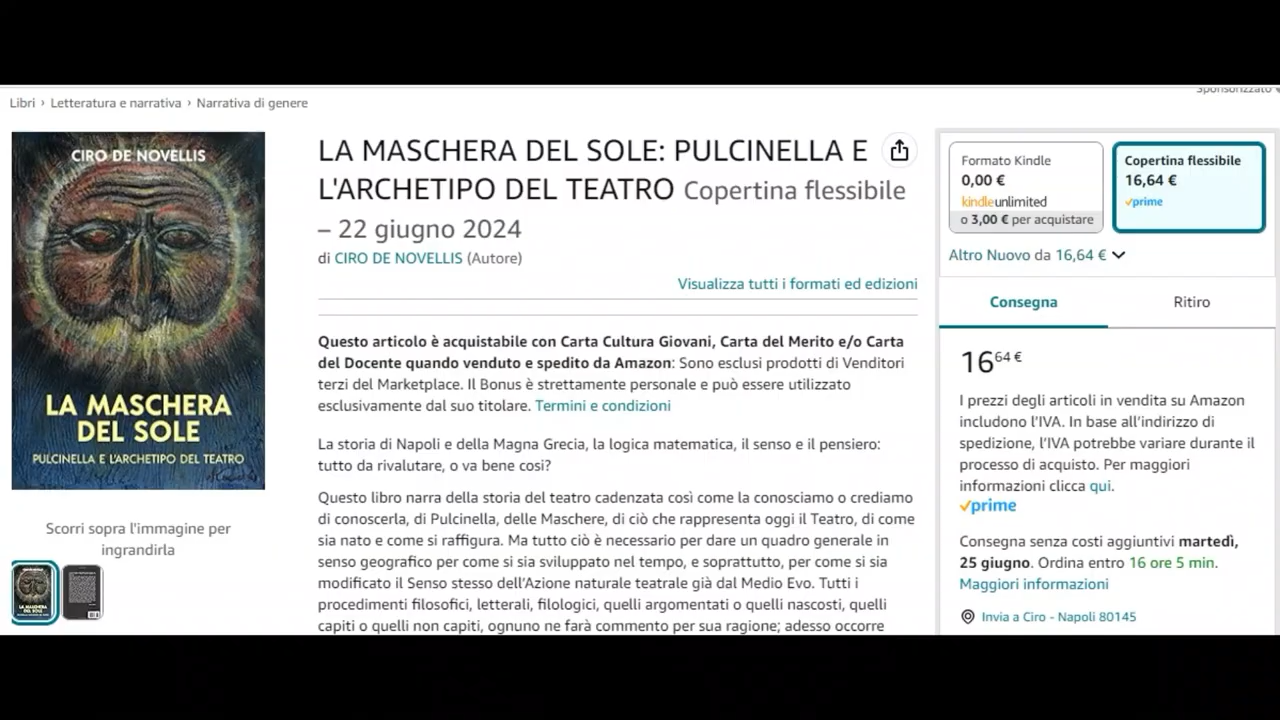 Sponsorizzato
Libri › Letteratura e narrativa › Narrativa di genere
CIRO DE NOVELLIS
LA MASCHERA
DEL SOLE
PULCINELLA E L'ARCHETIPO DEL TEATRO
Scorri sopra l'immagine per
ingrandirla
LA MASCHERA DEL SOLE: PULCINELLA E
L'ARCHETIPO DEL TEATRO Copertina flessibile
– 22 giugno 2024
di CIRO DE NOVELLIS (Autore)
Visualizza tutti i formati ed edizioni
Questo articolo è acquistabile con Carta Cultura Giovani, Carta del Merito e/o Carta
del Docente quando venduto e spedito da Amazon: Sono esclusi prodotti di Venditori
terzi del Marketplace. Il Bonus è strettamente personale e può essere utilizzato
esclusivamente dal suo titolare. Termini e condizioni
La storia di Napoli e della Magna Grecia, la logica matematica, il senso e il pensiero:
tutto da rivalutare, o va bene cosi?
Questo libro narra della storia del teatro cadenzata così come la conosciamo o crediamo
di conoscerla, di Pulcinella, delle Maschere, di ciò che rappresenta oggi il Teatro, di come
sia nato e come si raffigura. Ma tutto ciò è necessario per dare un quadro generale in
senso geografico per come si sia sviluppato nel tempo, e soprattutto, per come si sia
modificato il Senso stesso dell'Azione naturale teatrale già dal Medio Evo. Tutti i
procedimenti filosofici, letterali, filologici, quelli argomentati o quelli nascosti, quelli
capiti o quelli non capiti, ognuno ne farà commento per sua ragione; adesso occorre
Formato Kindle
0,00 €
kindleunlimited
o 3,00 € per acquistare
Copertina flessibile
16,64 €
prime
Altro Nuovo da 16,64 €
Consegna
Ritiro
16 64 €
I prezzi degli articoli in vendita su Amazon
includono l'IVA. In base all'indirizzo di
spedizione, l'IVA potrebbe variare durante il
processo di acquisto. Per maggiori
informazioni clicca qui.
prime
Consegna senza costi aggiuntivi martedì,
25 giugno. Ordina entro 16 ore 5 min.
Maggiori informazioni
Invia a Ciro - Napoli 80145